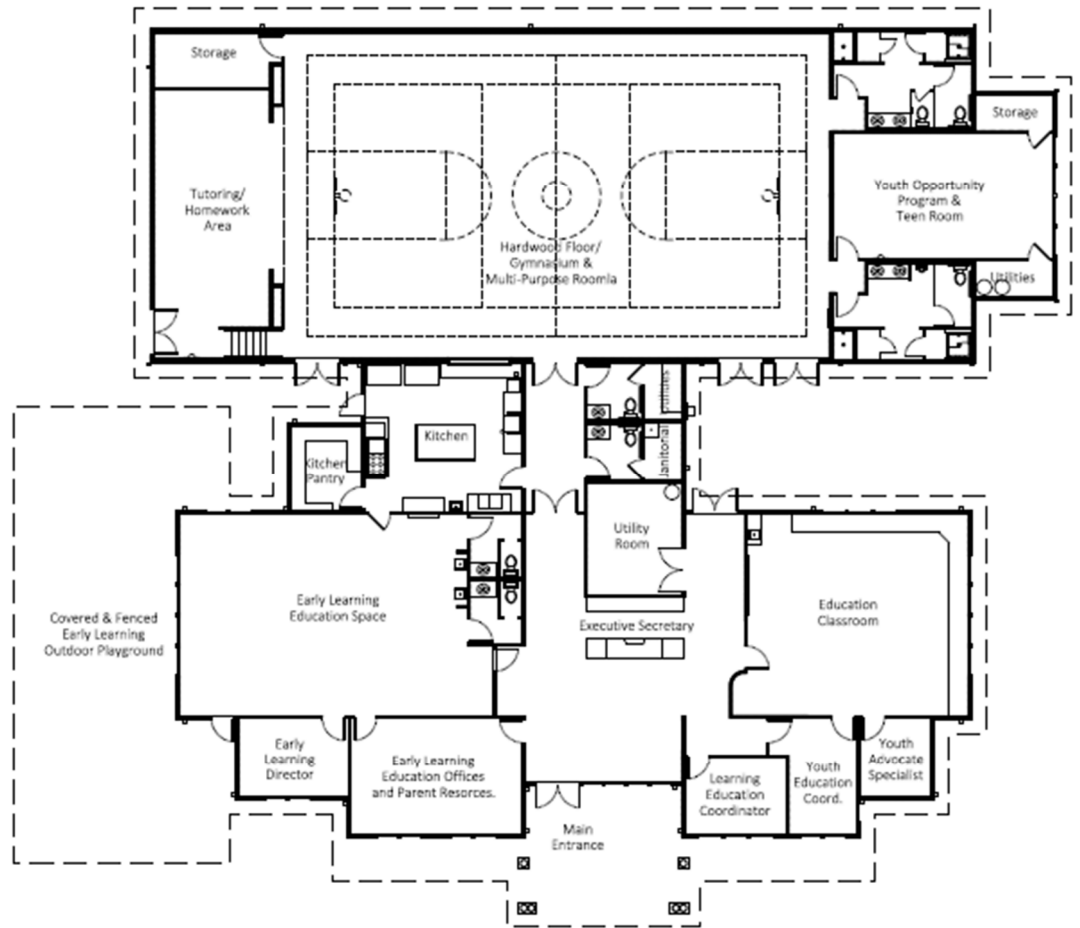 Storage
Storage
Tutoring/
Homework
Area
Youth Opportunity
Program &
Teen Room
Hardwood Floor/
Gymnasium &
Multi-Purpose Roomla
Utilities
Utilities
Kitchen
Janitorial
Kitchen
Pantry
Utility
Room
Early Learning
Education Space
Education
Classroom
Covered & Fenced
Early Learning
Outdoor Playground
Executive Secretary
Early
Learning
Director
Early Learning
Education Offices
and Parent Resorces.
Learning
Education
Coordinator
Youth
Education
Coord.
Youth
Advocate
Specialist
Main
Entrance